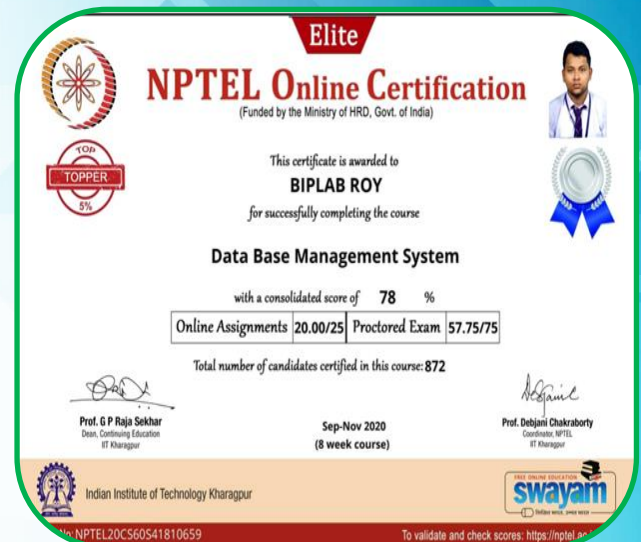 Elite
NPTEL Online Certification
(Funded by the Ministry of HRD, Govt. of India)
TOP
TOPPER
5%
This certificate is awarded to
BIPLAB ROY
for successfully completing the course
Data Base Management System
with a consolidated score of 78 %
Online Assignments 20.00/25 Proctored Exam 57.75/75
Total number of candidates certified in this course:872
Prof. G P Raja Sekhar
Dean, Continuing Education
IIT Kharagpur
Sep-Nov 2020
(8 week course)
Prof. Debjani Chakraborty
Coordinator, NPTEL
IIT Kharagpur
Indian Institute of Technology Kharagpur
FREE ONLINE EDUCATION
swayam
No:NPTEL20CS60S41810659
To validate and check scores: https://nptel.ac